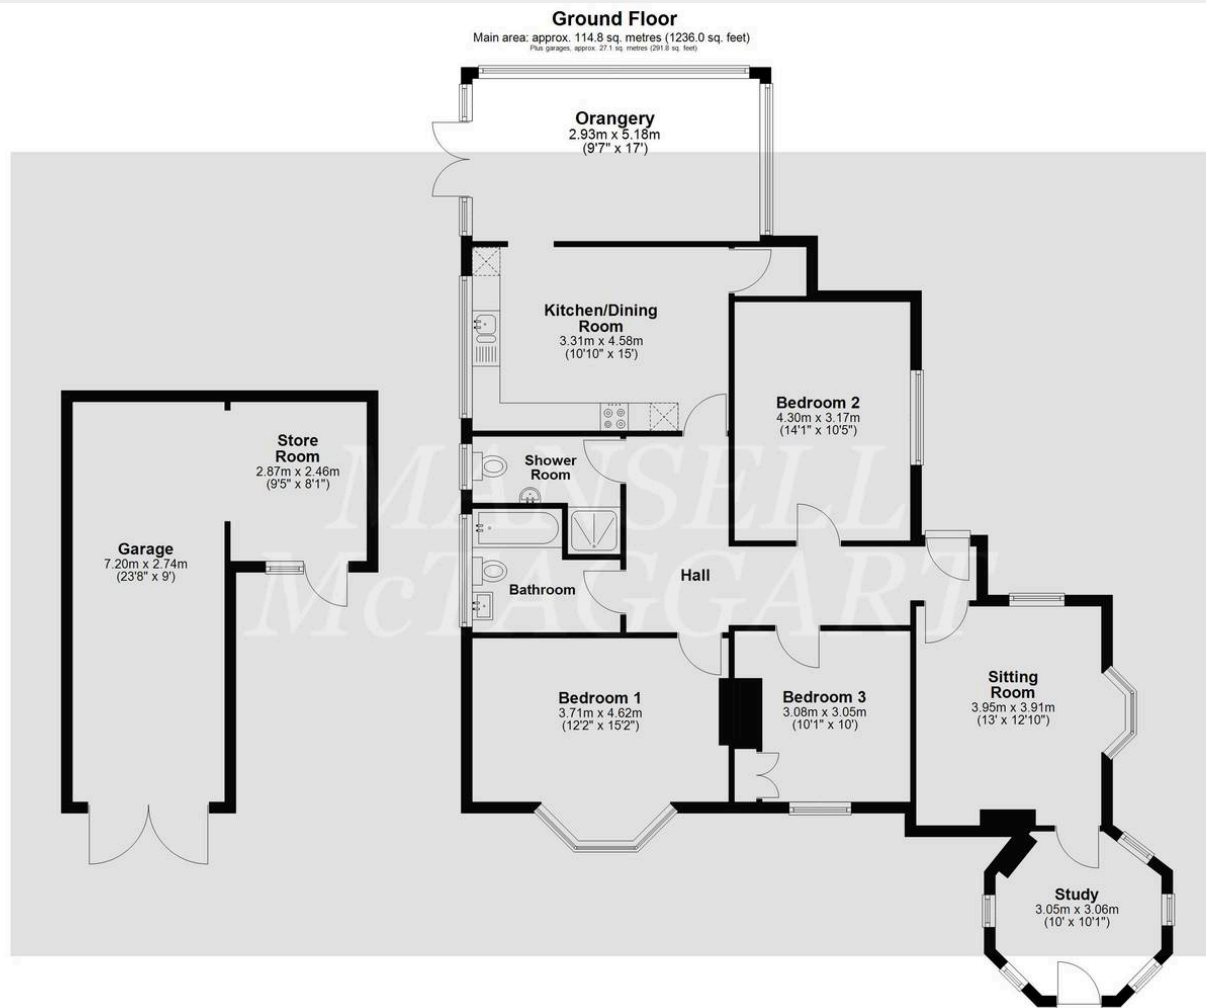 Ground Floor
Main area: approx. 114.8 sq. metres (1236.0 sq. feet)
Plus garages, approx. 27.1 sq. metres (291.8 sq. feet)
Orangery
2.93m x 5.18m
(9'7" x 17')
Kitchen/Dining
Room
3.31m x 4.58m
(10'10" x 15')
Bedroom 2
4.30m x 3.17m
(14'1" x 10'5")
Store
Room
2.87m x 2.46m
(9'5" x 8'1")
Shower
Room
MANSELL
McTAGGART
Garage
7.20m x 2.74m
(23'8" x 9')
Hall
Bathroom
Bedroom 1
3.71m x 4.62m
(12'2" x 15'2")
Bedroom 3
3.08m x 3.05m
(10'1" x 10')
Sitting
Room
3.95m x 3.91m
(13' x 12'10")
Study
3.05m x 3.06m
(10' x 10'1")